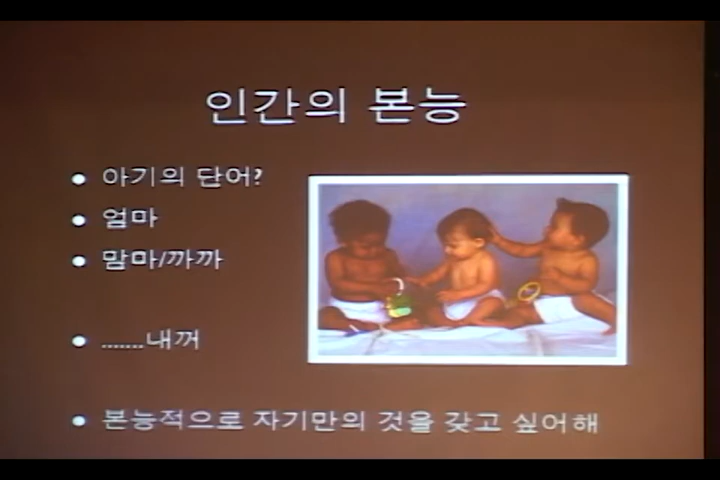 인간의 본능
• 아기의 단어?
• 엄마
• 맘마/까까
• .......내꺼
• 본능적으로 자기만의 것을 갖고 싶어해